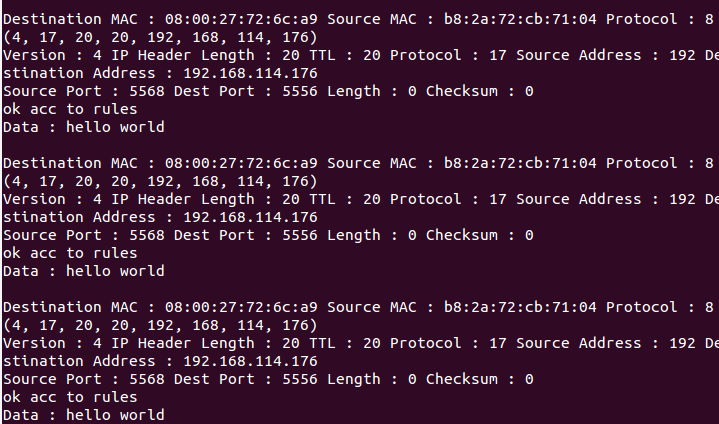 Destination MAC : 08:00:27:72:6c:a9 Source MAC : b8:2a:72:cb:71:04 Protocol : 8
(4, 17, 20, 20, 192, 168, 114, 176)
Version : 4 IP Header Length : 20 TTL : 20 Protocol : 17 Source Address : 192 De
stination Address : 192.168.114.176
Source Port : 5568 Dest Port : 5556 Length : 0 Checksum : 0
ok acc to rules
Data : hello world

Destination MAC : 08:00:27:72:6c:a9 Source MAC : b8:2a:72:cb:71:04 Protocol : 8
(4, 17, 20, 20, 192, 168, 114, 176)
Version : 4 IP Header Length : 20 TTL : 20 Protocol : 17 Source Address : 192 De
stination Address : 192.168.114.176
Source Port : 5568 Dest Port : 5556 Length : 0 Checksum : 0
ok acc to rules
Data : hello world

Destination MAC : 08:00:27:72:6c:a9 Source MAC : b8:2a:72:cb:71:04 Protocol : 8
(4, 17, 20, 20, 192, 168, 114, 176)
Version : 4 IP Header Length : 20 TTL : 20 Protocol : 17 Source Address : 192 De
stination Address : 192.168.114.176
Source Port : 5568 Dest Port : 5556 Length : 0 Checksum : 0
ok acc to rules
Data : hello world